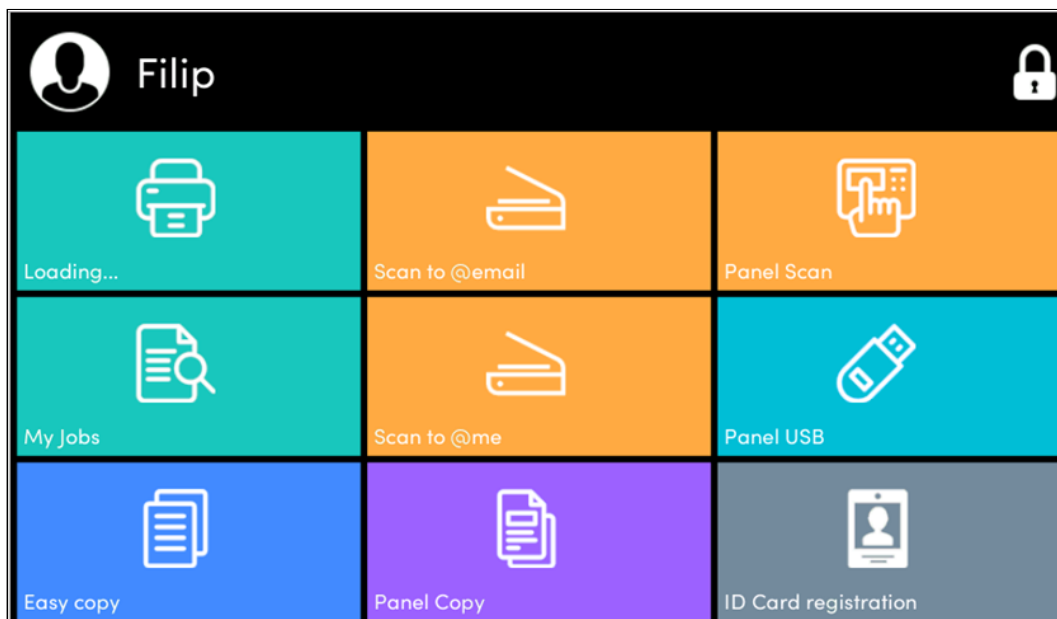 Filip
Loading...
Scan to @email
Panel Scan
My Jobs
Scan to @me
Panel USB
Easy copy
Panel Copy
ID Card registration